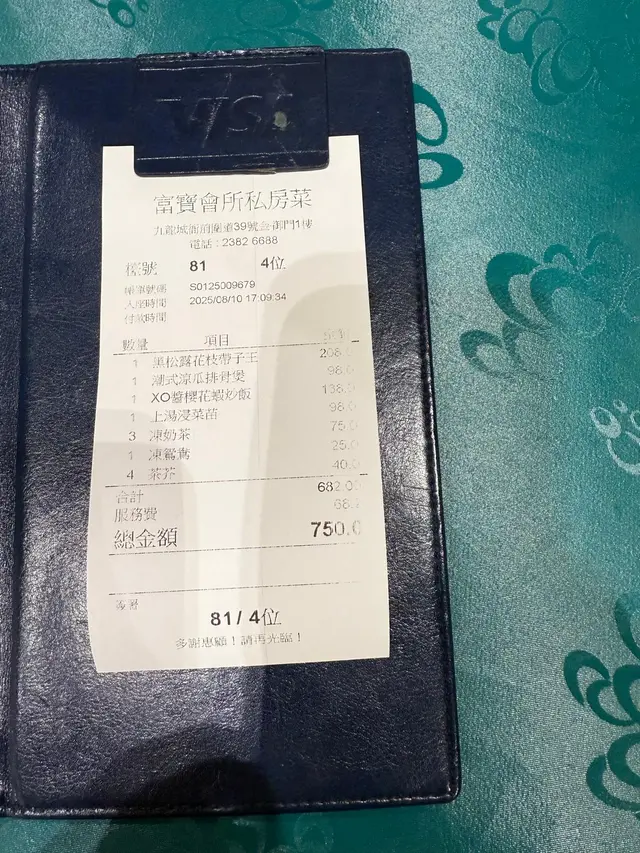 VISA
富寶會所私房菜
九龍城衙前圍道39號金御門1樓
電話：2382 6688
檯號 81 4位
帳單號碼 S0125009679
入座時間 2025/08/10 17:09:34
付款時間
數量 項目 金額
1 黑松露花枝帶子王 208.0
1 潮式涼瓜排骨煲 98.0
1 XO醬櫻花蝦炒飯 138.0
1 上湯浸菜苗 98.0
3 凍奶茶 75.0
1 凍鴛鴦 25.0
4 茶芥 40.0
合計 682.00
服務費 68.
總金額 750.0
81/ 4位
多謝惠顧！請再光臨！